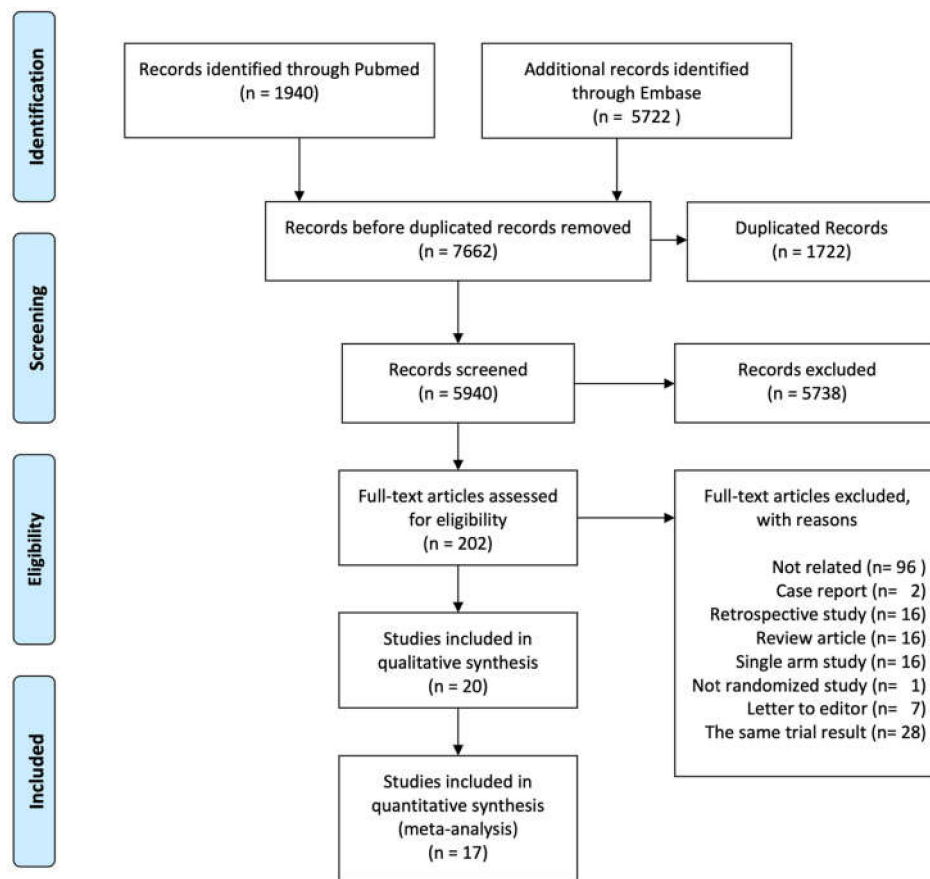 Identification
Records identified through Pubmed
(n = 1940)
Additional records identified
through Embase
(n = 5722 )
Records before duplicated records removed
(n = 7662)
Duplicated Records
(n = 1722)
Screening
Records screened
(n = 5940)
Records excluded
(n = 5738)
Eligibility
Full-text articles assessed
for eligibility
(n = 202)
Full-text articles excluded,
with reasons
Not related (n= 96 )
Case report (n= 2)
Retrospective study (n= 16)
Review article (n= 16)
Single arm study (n= 16)
Not randomized study (n= 1)
Letter to editor (n= 7)
The same trial result (n= 28)
Studies included in
qualitative synthesis
(n = 20)
Included
Studies included in
quantitative synthesis
(meta-analysis)
(n = 17)